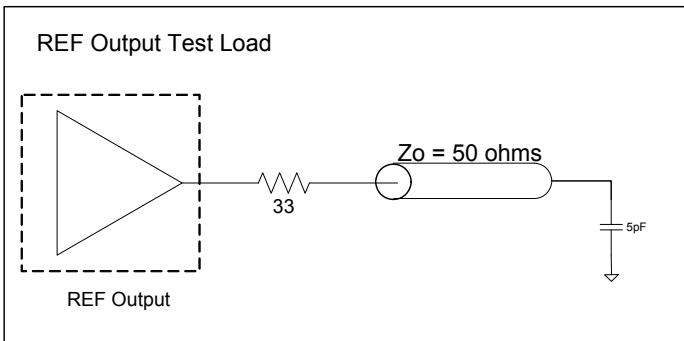 REF Output Test Load
Zo = 50 ohms
33
5pF
REF Output